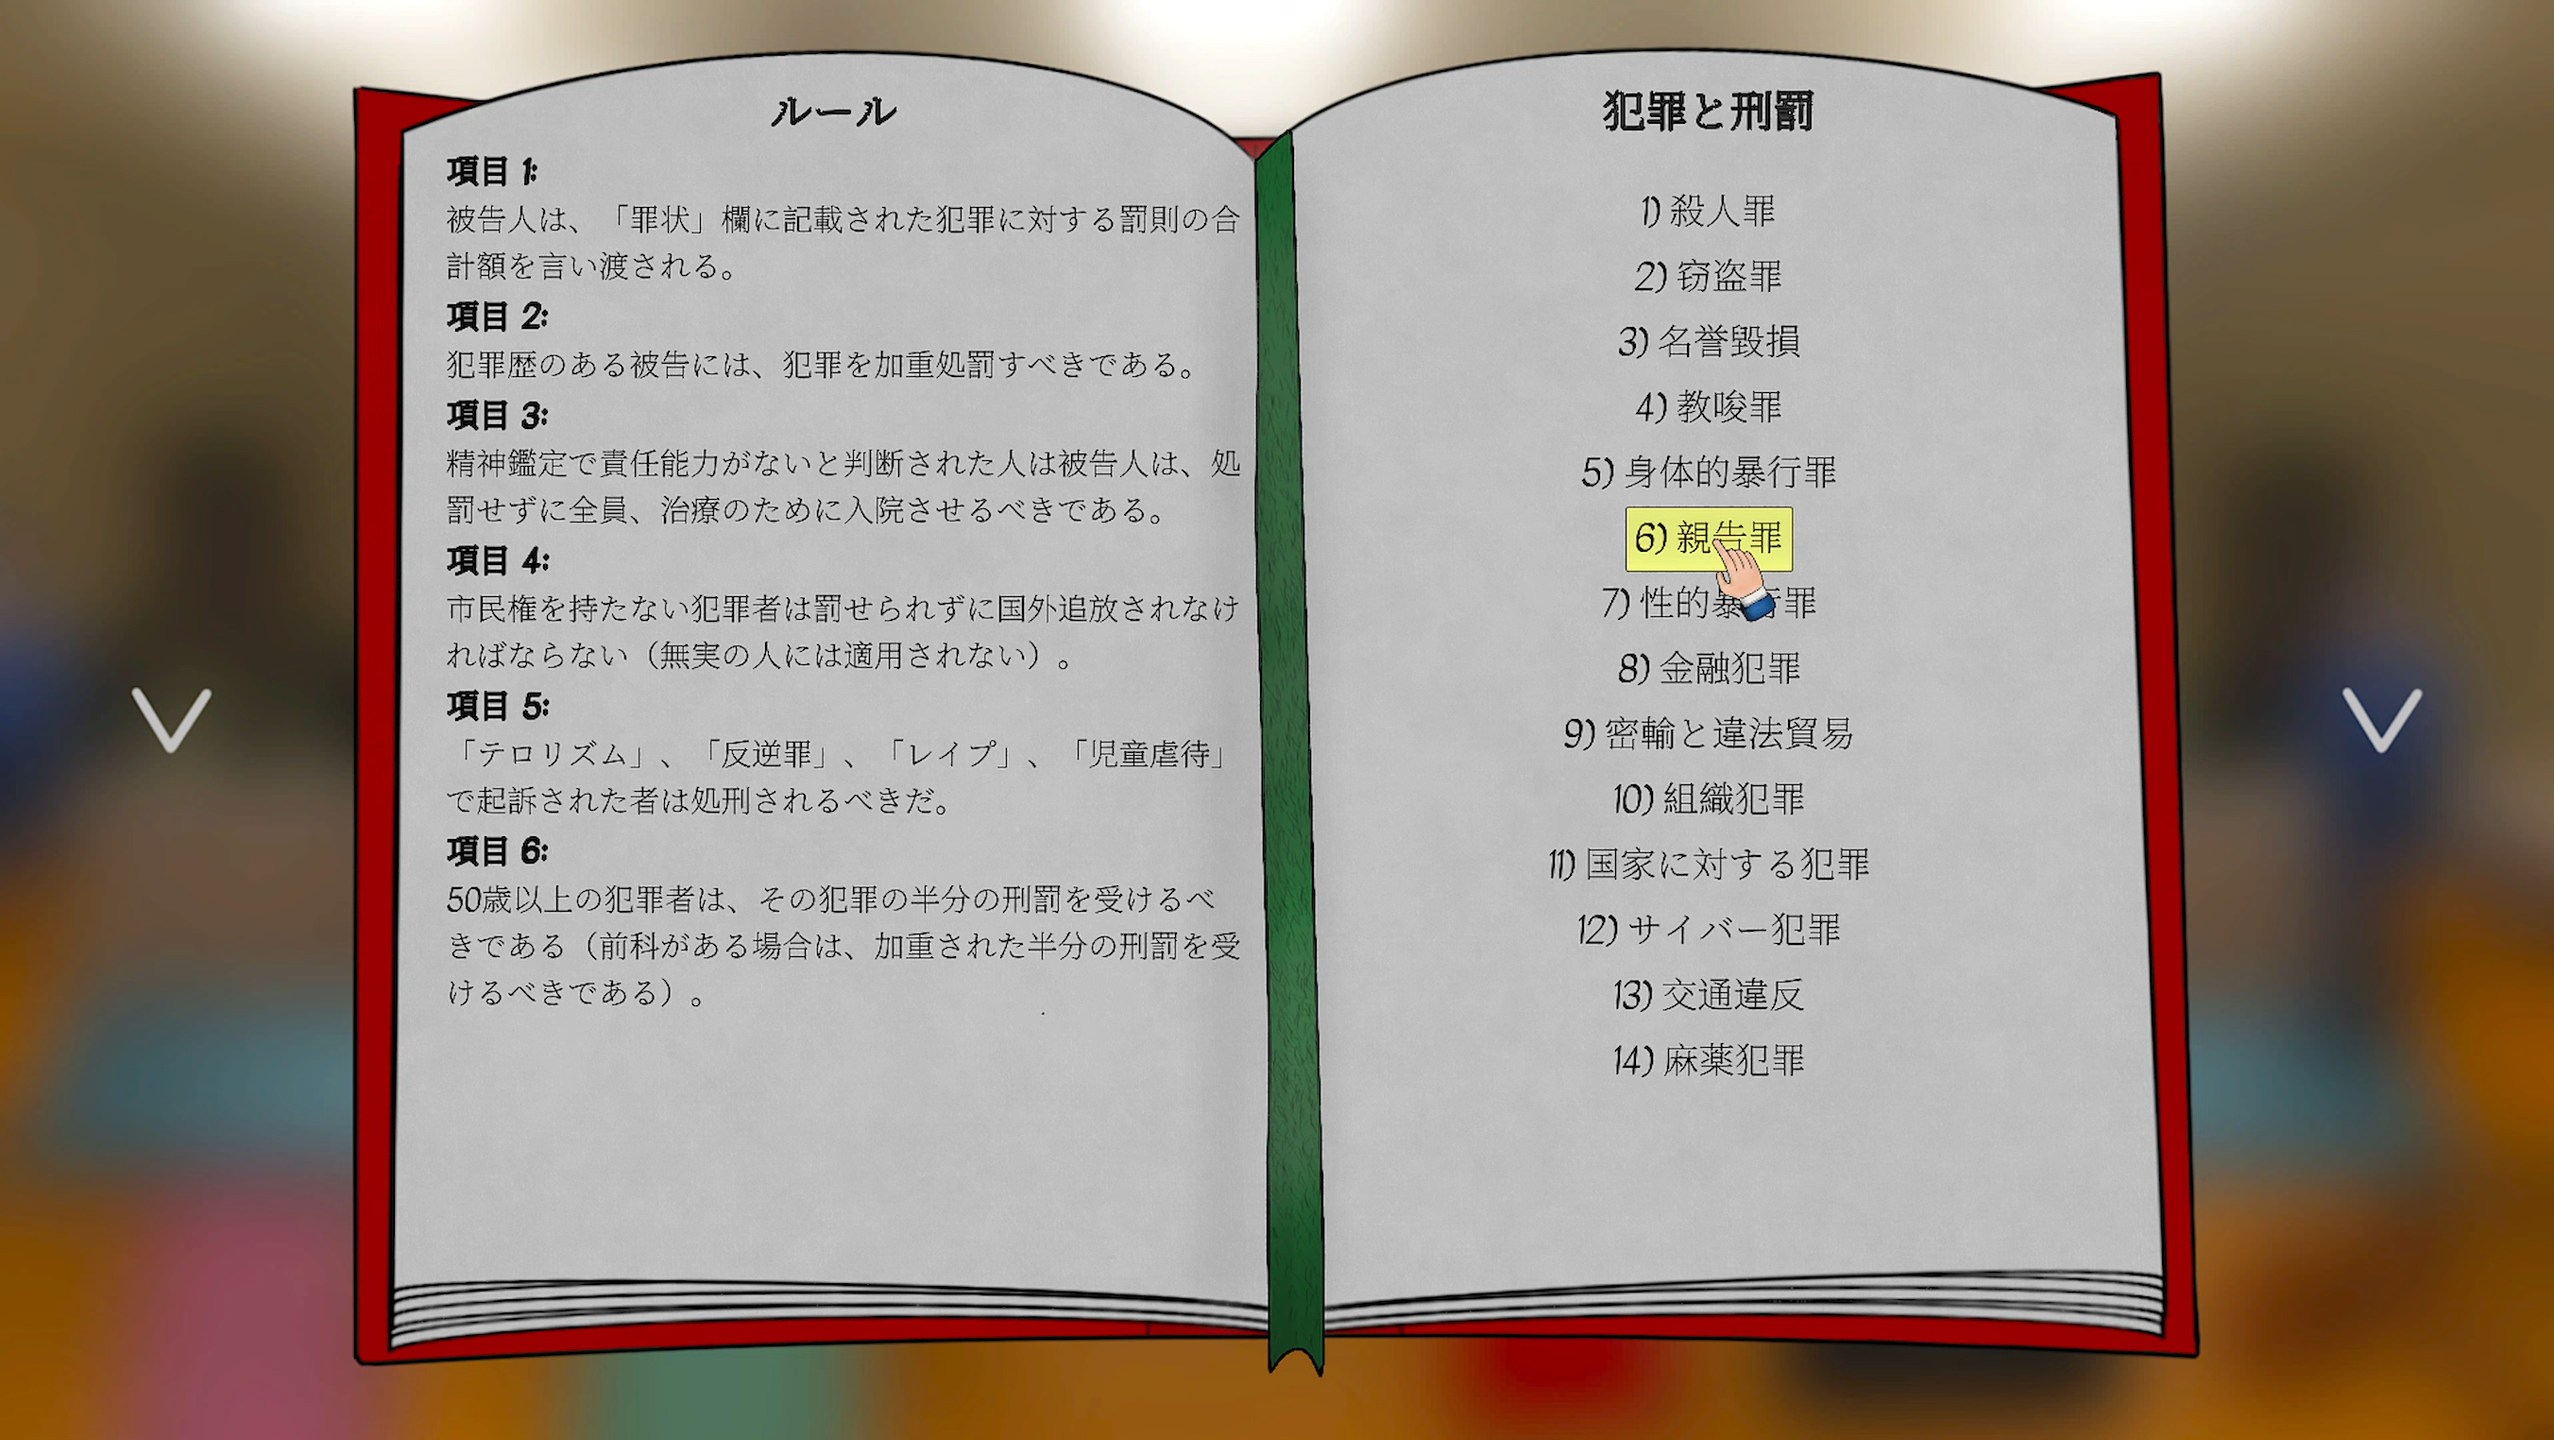 ルール
項目 1:
被告人は、「罪状」欄に記載された犯罪に対する罰則の合
計額を言い渡される。
項目 2:
犯罪歴のある被告には、犯罪を加重処罰すべきである。
項目 3:
精神鑑定で責任能力がないと判断された人は被告人は、処
罰せずに全員、治療のために入院させるべきである。
項目 4:
市民権を持たない犯罪者は罰せられずに国外追放されなけ
ればならない（無実の人には適用されない）。
項目 5:
「テロリズム」、「反逆罪」、「レイプ」、「児童虐待」
で起訴された者は処刑されるべきだ。
項目 6:
50歳以上の犯罪者は、その犯罪の半分の刑罰を受けるべ
きである（前科がある場合は、加重された半分の刑罰を受
けるべきである）。
犯罪と刑罰
1) 殺人罪
2) 窃盗罪
3) 名誉毀損
4) 教唆罪
5) 身体的暴行罪
6) 親告罪
7) 性的暴行罪
8) 金融犯罪
9) 密輸と違法貿易
10) 組織犯罪
11) 国家に対する犯罪
12) サイバー犯罪
13) 交通違反
14) 麻薬犯罪